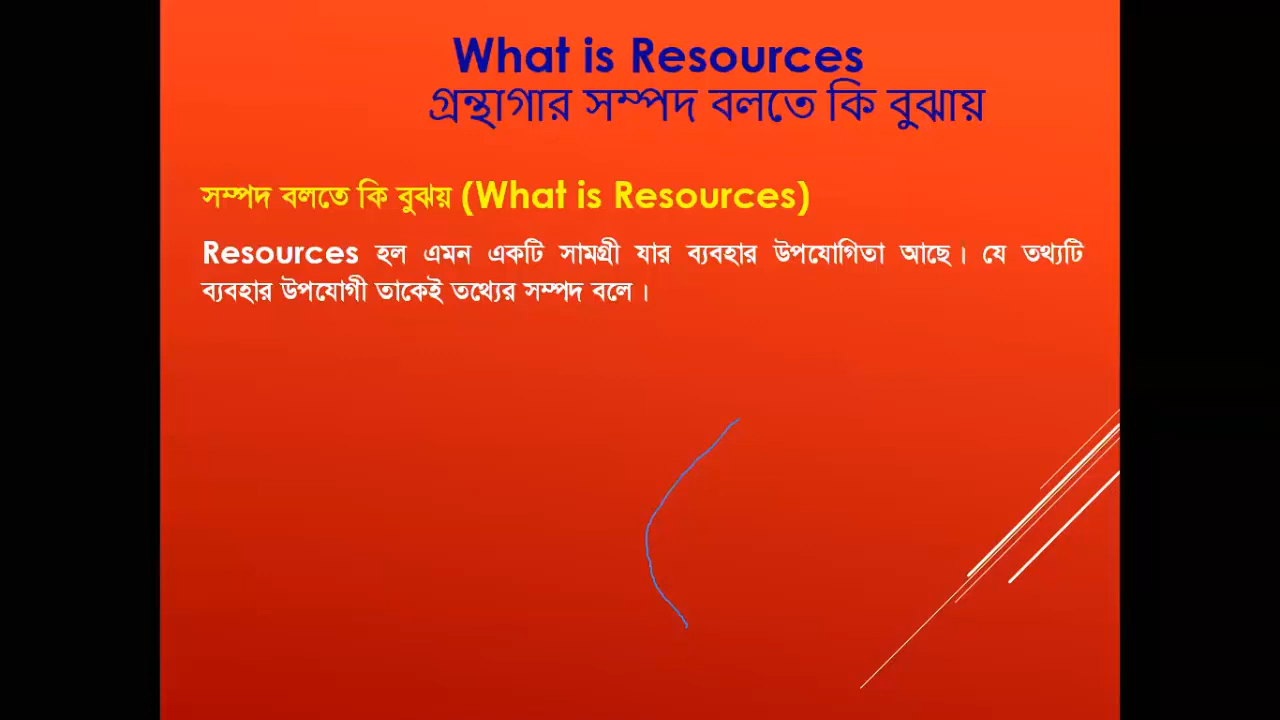 What is Resources
গ্রন্থাগার সম্পদ বলতে কি বুঝায়
সম্পদ বলতে কি বুঝয় (What is Resources)
Resources হল এমন একটি সামগ্রী যার ব্যবহার উপযোগিতা আছে। যে তথ্যটি
ব্যবহার উপযোগী তাকেই তথ্যের সম্পদ বলে।